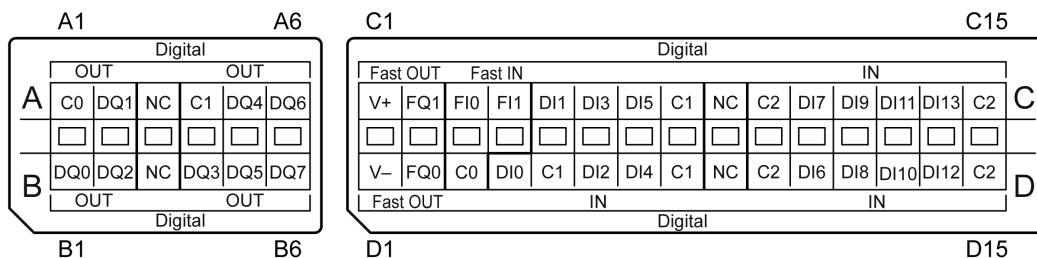 A1 A6 C1 C15
Digital Digital
OUT OUT Fast OUT Fast IN IN
A C0 DQ1 NC C1 DQ4 DQ6 V+ FQ1 FI0 FI1 DI1 DI3 DI5 C1 NC C2 DI7 DI9 DI11 DI13 C2 C
B DQ0 DQ2 NC DQ3 DQ5 DQ7 V– FQ0 C0 DI0 C1 DI2 DI4 C1 NC C2 DI6 DI8 DI10 DI12 C2 D
OUT OUT Fast OUT IN IN
Digital Digital
B1 B6 D1 D15